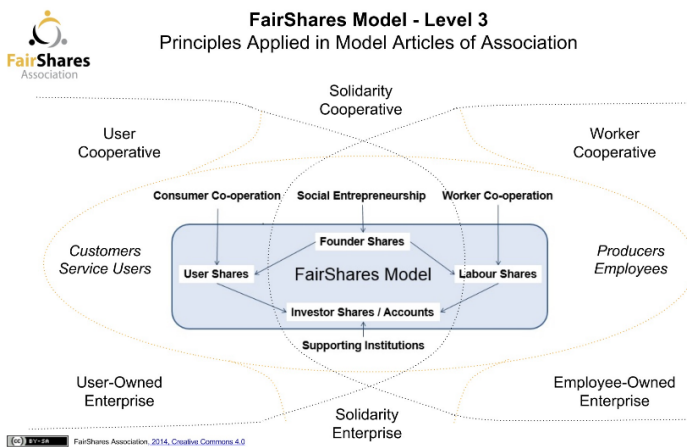 FairShares Model - Level 3
Principles Applied in Model Articles of Association
FairShares
Association
Solidarity
Cooperative
User
Cooperative
Worker
Cooperative
Consumer Co-operation
Social Entrepreneurship
Worker Co-operation
Founder Shares
Customers
Service Users
User Shares
FairShares Model
Labour Shares
Producers
Employees
Investor Shares / Accounts
Supporting Institutions
User-Owned
Enterprise
Employee-Owned
Enterprise
Solidarity
Enterprise
cc BY-SA FairShares Association, 2014, Creative Commons 4.0